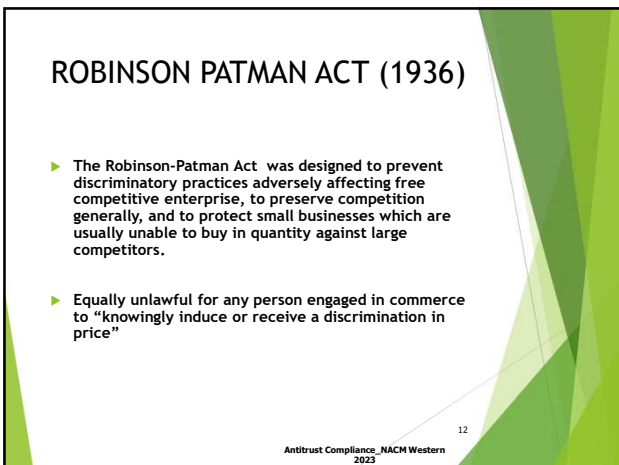 ROBINSON PATMAN ACT (1936)
The Robinson-Patman Act was designed to prevent
discriminatory practices adversely affecting free
competitive enterprise, to preserve competition
generally, and to protect small businesses which are
usually unable to buy in quantity against large
competitors.
Equally unlawful for any person engaged in commerce
to “knowingly induce or receive a discrimination in
price”
12
Antitrust Compliance_NACM Western
2023